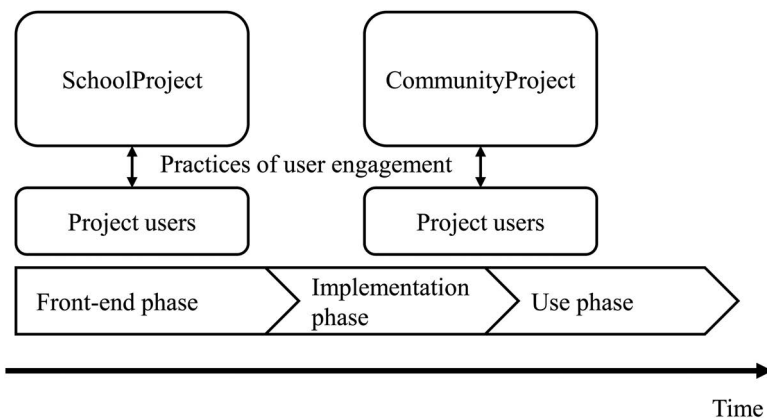 SchoolProject
CommunityProject
Practices of user engagement
Project users
Project users
Front-end phase
Implementation
phase
Use phase
Time